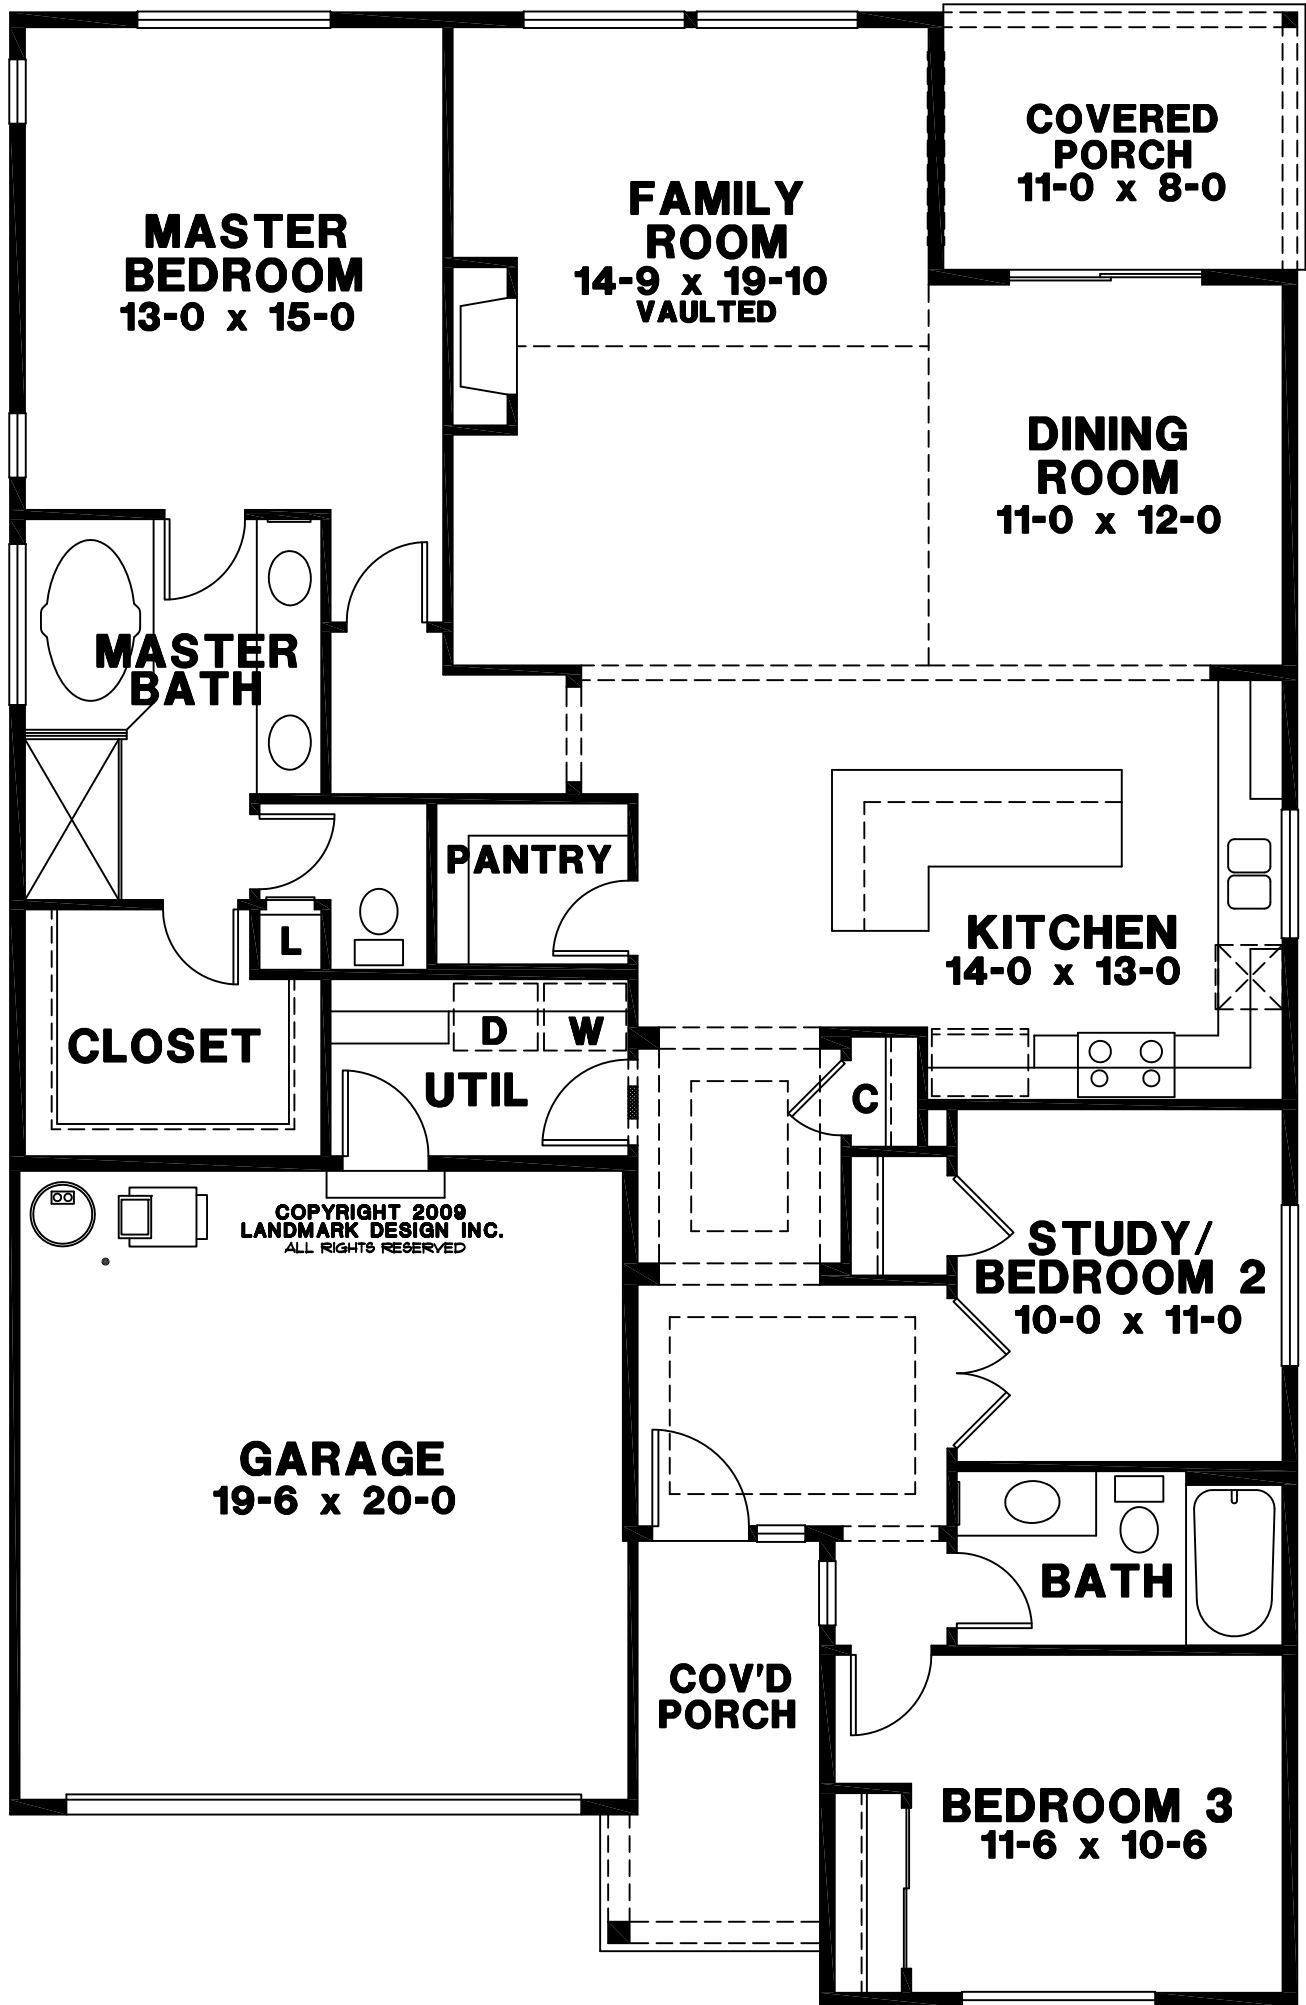 COVERED
PORCH
11-0 x 8-0
FAMILY
ROOM
14-9 x 19-10
VAULTED
MASTER
BEDROOM
13-0 x 15-0
DINING
ROOM
11-0 x 12-0
MASTER
BATH
PANTRY
KITCHEN
14-0 x 13-0
L
CLOSET
D
W
UTIL
C
COPYRIGHT 2009
LANDMARK DESIGN INC.
ALL RIGHTS RESERVED
STUDY/
BEDROOM 2
10-0 x 11-0
GARAGE
19-6 x 20-0
BATH
COV'D
PORCH
BEDROOM 3
11-6 x 10-6